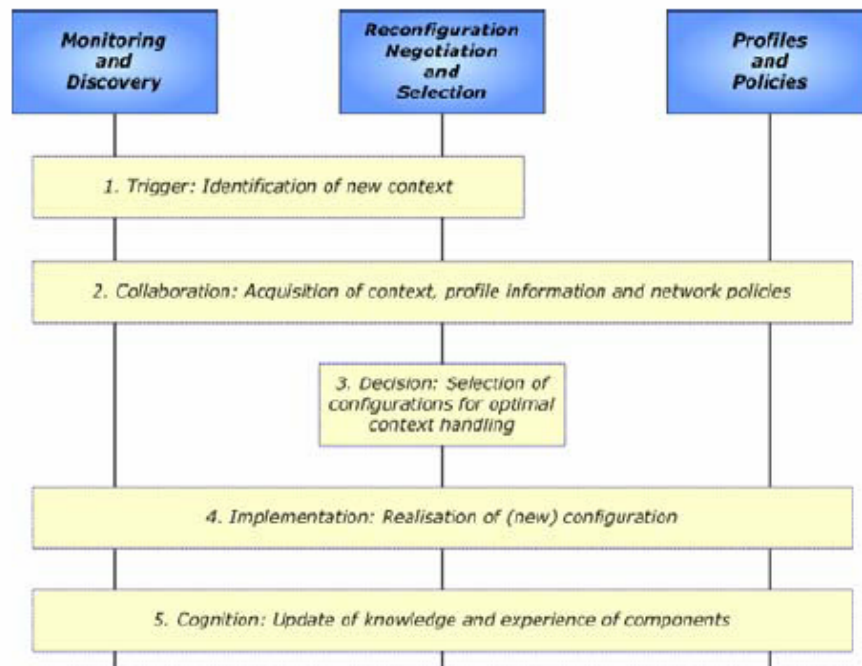 Monitoring
and
Discovery
Reconfiguration
Negotiation
and
Selection
Profiles
and
Policies
1. Trigger: Identification of new context
2. Collaboration: Acquisition of context, profile information and network policies
3. Decision: Selection of
configurations for optimal
context handling
4. Implementation: Realisation of (new) configuration
5. Cognition: Update of knowledge and experience of components